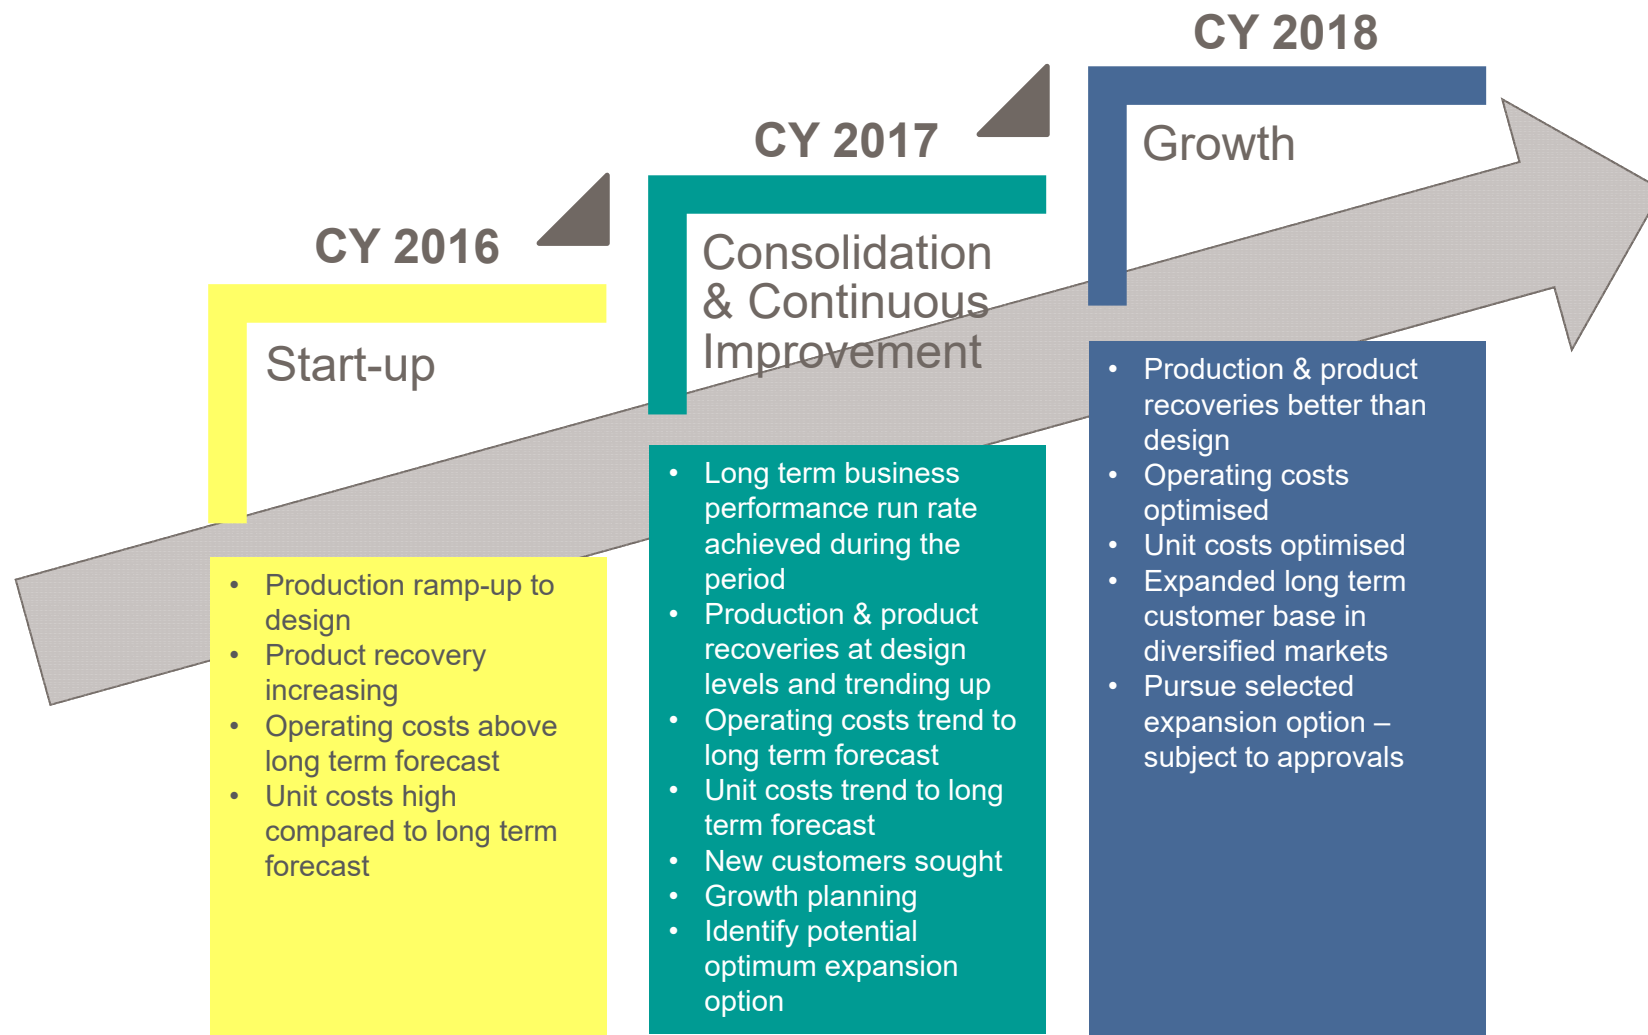 CY 2016
Start-up
• Production ramp-up to
design
• Product recovery
increasing
• Operating costs above
long term forecast
• Unit costs high
compared to long term
forecast
CY 2017
Consolidation
& Continuous
Improvement
• Long term business
performance run rate
achieved during the
period
• Production & product
recoveries at design
levels and trending up
• Operating costs trend to
long term forecast
• Unit costs trend to long
term forecast
• New customers sought
• Growth planning
• Identify potential
optimum expansion
option
CY 2018
Growth
• Production & product
recoveries better than
design
• Operating costs
optimised
• Unit costs optimised
• Expanded long term
customer base in
diversified markets
• Pursue selected
expansion option –
subject to approvals